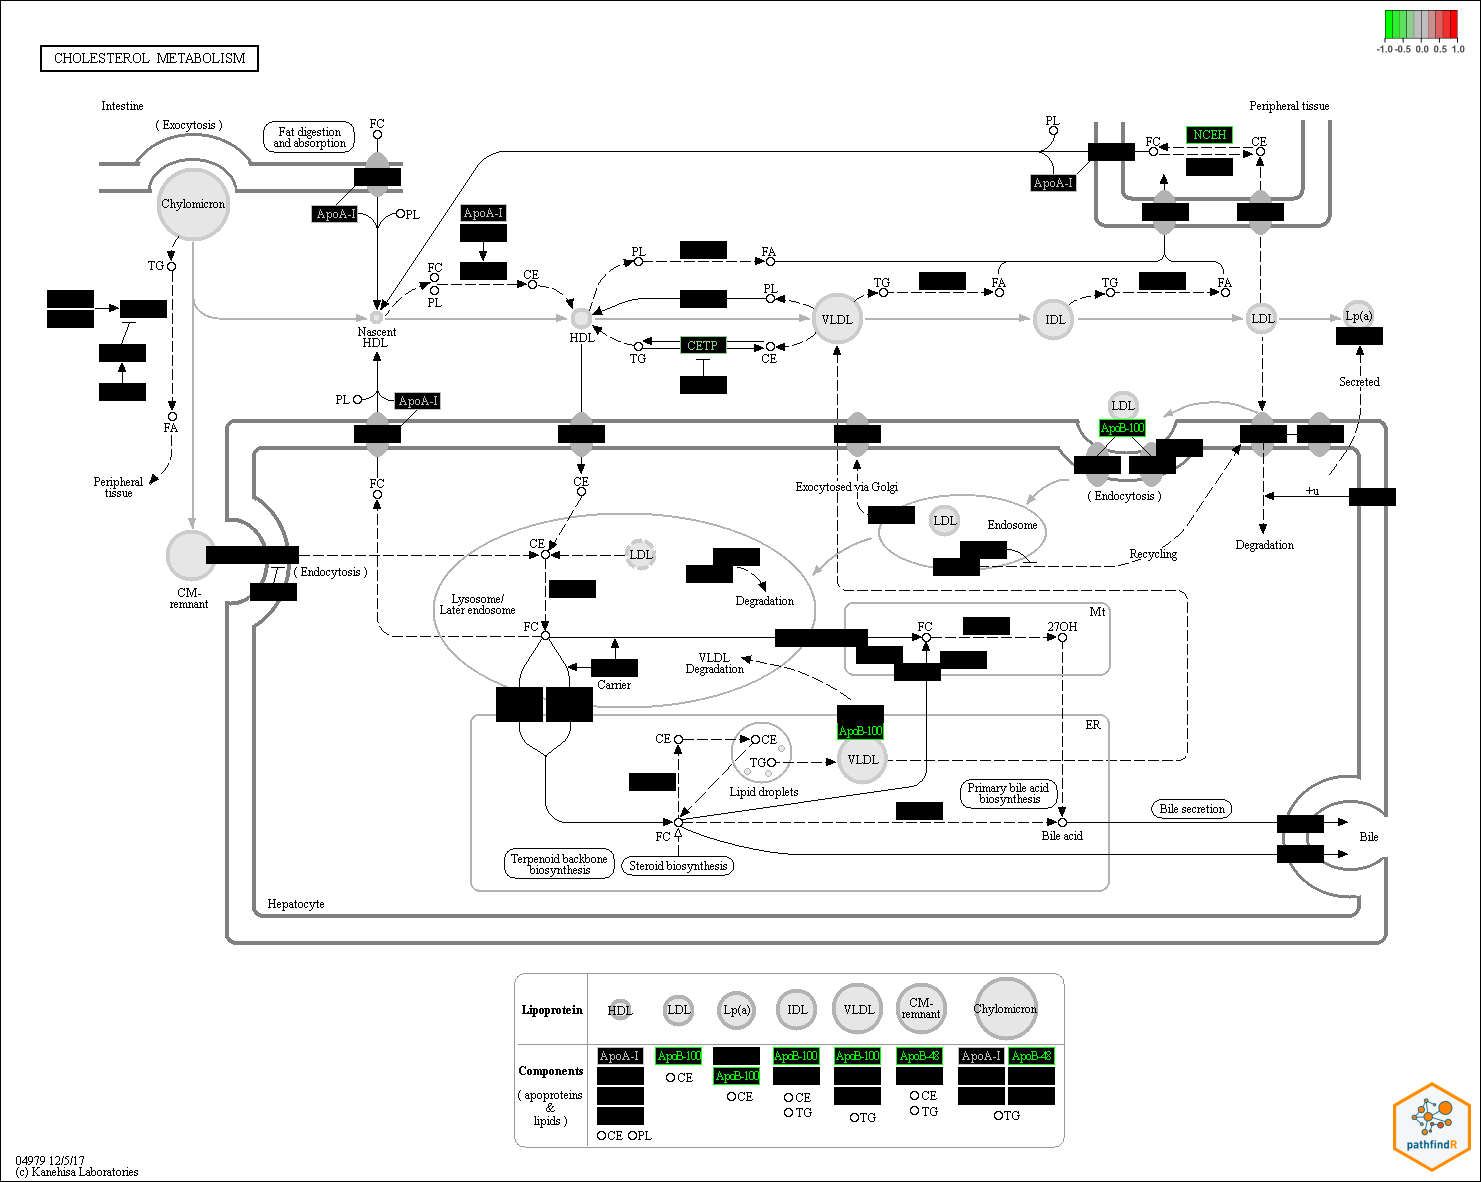 -1.0 -0.5 0.0 0.5 1.0
CHOLESTEROL METABOLISM
Intestine
( Exocytosis )
Fat digestion
and absorption
FC
Chylomicron
ApoA-I
PL
TG
ApoA-I
FC
PL
CE
Nascent
HDL
HDL
PL
FA
PL
CETP
TG
CE
VLDL
TG
FA
IDL
TG
FA
LDL
Lp(a)
Peripheral tissue
PL
ApoA-I
FC
NCEH
CE
Secreted
PL
ApoA-I
FA
Peripheral
tissue
LDL
ApoB-100
( Endocytosis )
FC
CE
Exocytosed via Golgi
LDL
Endosome
+u
Degradation
Recycling
CM-
remnant
( Endocytosis )
CE
LDL
Lysosome/
Later endosome
Degradation
FC
Carrier
VLDL
Degradation
Mt
FC
27OH
ER
ApoB-100
VLDL
CE
CE
TG
Lipid droplets
FC
Primary bile acid
biosynthesis
Bile acid
Bile secretion
Bile
Terpenoid backbone
biosynthesis
Steroid biosynthesis
Hepatocyte
Lipoprotein
HDL
LDL
Lp(a)
IDL
VLDL
CM-
remnant
Chylomicron
Components
( apoproteins
&
lipids )
ApoA-I
CE PL
ApoB-100
CE
ApoB-100
CE
ApoB-100
CE
TG
ApoB-100
TG
ApoB-48
CE
TG
ApoA-I
ApoB-48
TG
04979 12/5/17
(c) Kanehisa Laboratories
pathfindR